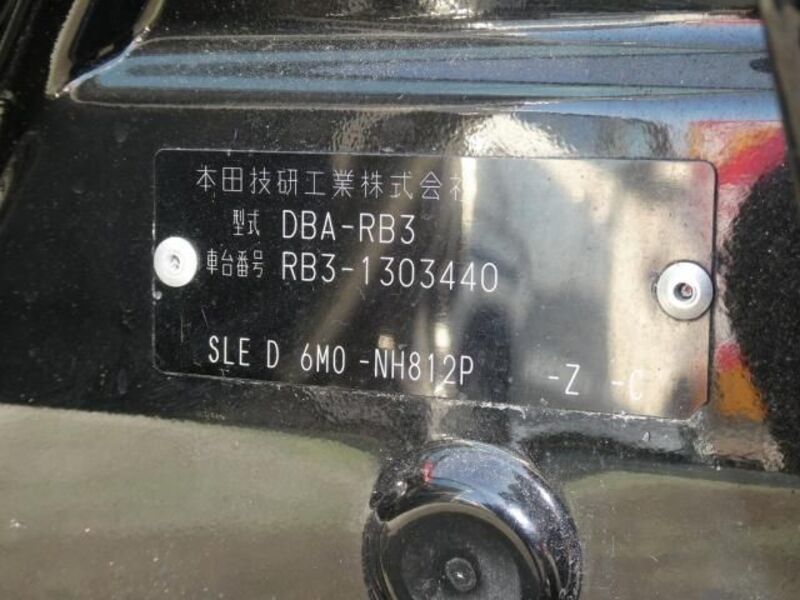 本田技研工業株式会社
型式 DBA-RB3
車台番号 RB3-1303440
SLE D 6M0 -NH812P -Z -C